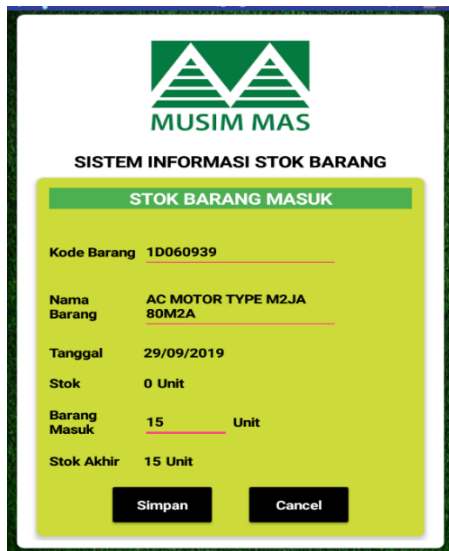 MUSIM MAS
SISTEM INFORMASI STOK BARANG
STOK BARANG MASUK
Kode Barang 1D060939
Nama Barang AC MOTOR TYPE M2JA
80M2A
Tanggal 29/09/2019
Stok 0 Unit
Barang Masuk 15 Unit
Stok Akhir 15 Unit
Simpan Cancel